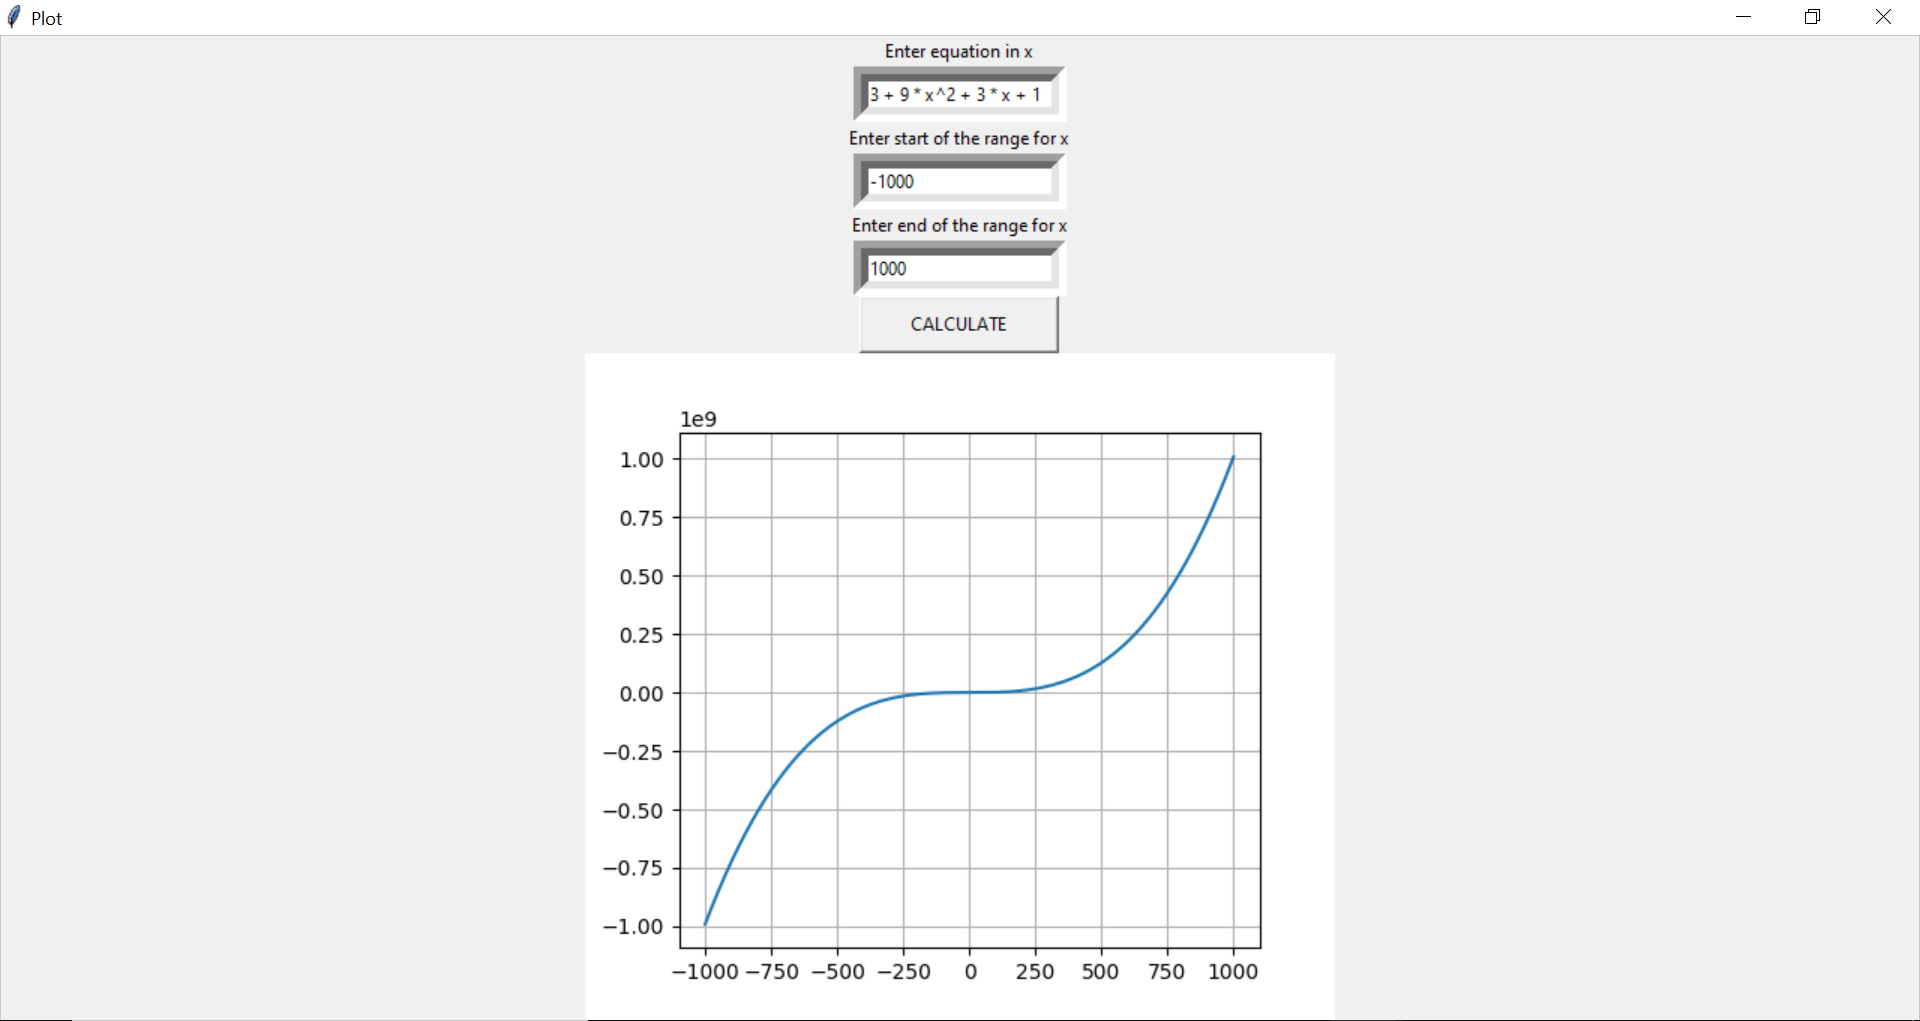 Plot
Enter equation in x
3 + 9 * x^2 + 3 * x + 1
Enter start of the range for x
-1000
Enter end of the range for x
1000
CALCULATE
1e9
1.00
0.75
0.50
0.25
0.00
−0.25
−0.50
−0.75
−1.00
−1000 −750 −500 −250 0 250 500 750 1000